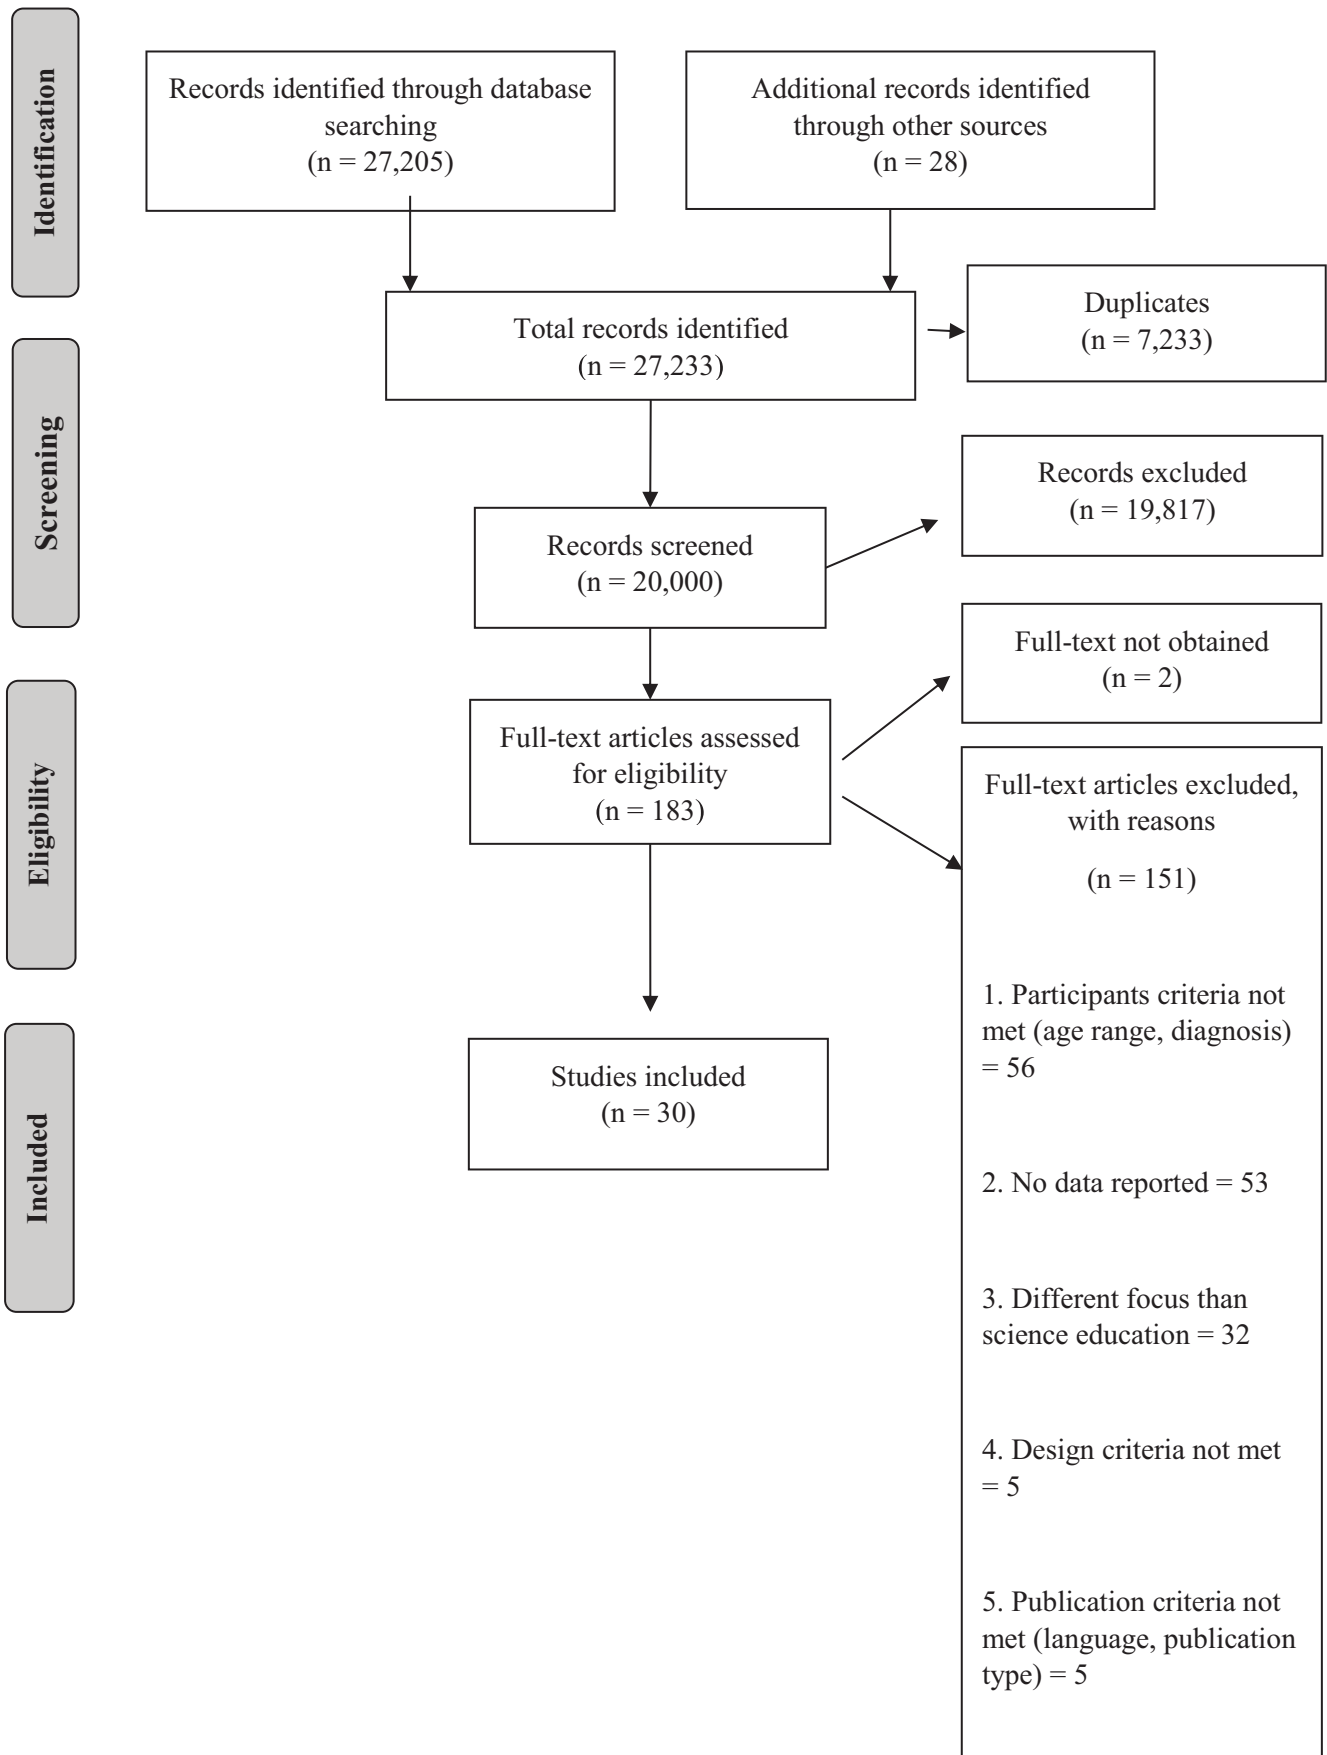 Identification
Records identified through database
searching
(n = 27,205)
Additional records identified
through other sources
(n = 28)
Total records identified
(n = 27,233)
Duplicates
(n = 7,233)
Screening
Records screened
(n = 20,000)
Records excluded
(n = 19,817)
Eligibility
Full-text articles assessed
for eligibility
(n = 183)
Full-text not obtained
(n = 2)
Full-text articles excluded,
with reasons
(n = 151)
1. Participants criteria not
met (age range, diagnosis)
= 56
2. No data reported = 53
3. Different focus than
science education = 32
4. Design criteria not met
= 5
5. Publication criteria not
met (language, publication
type) = 5
Included
Studies included
(n = 30)